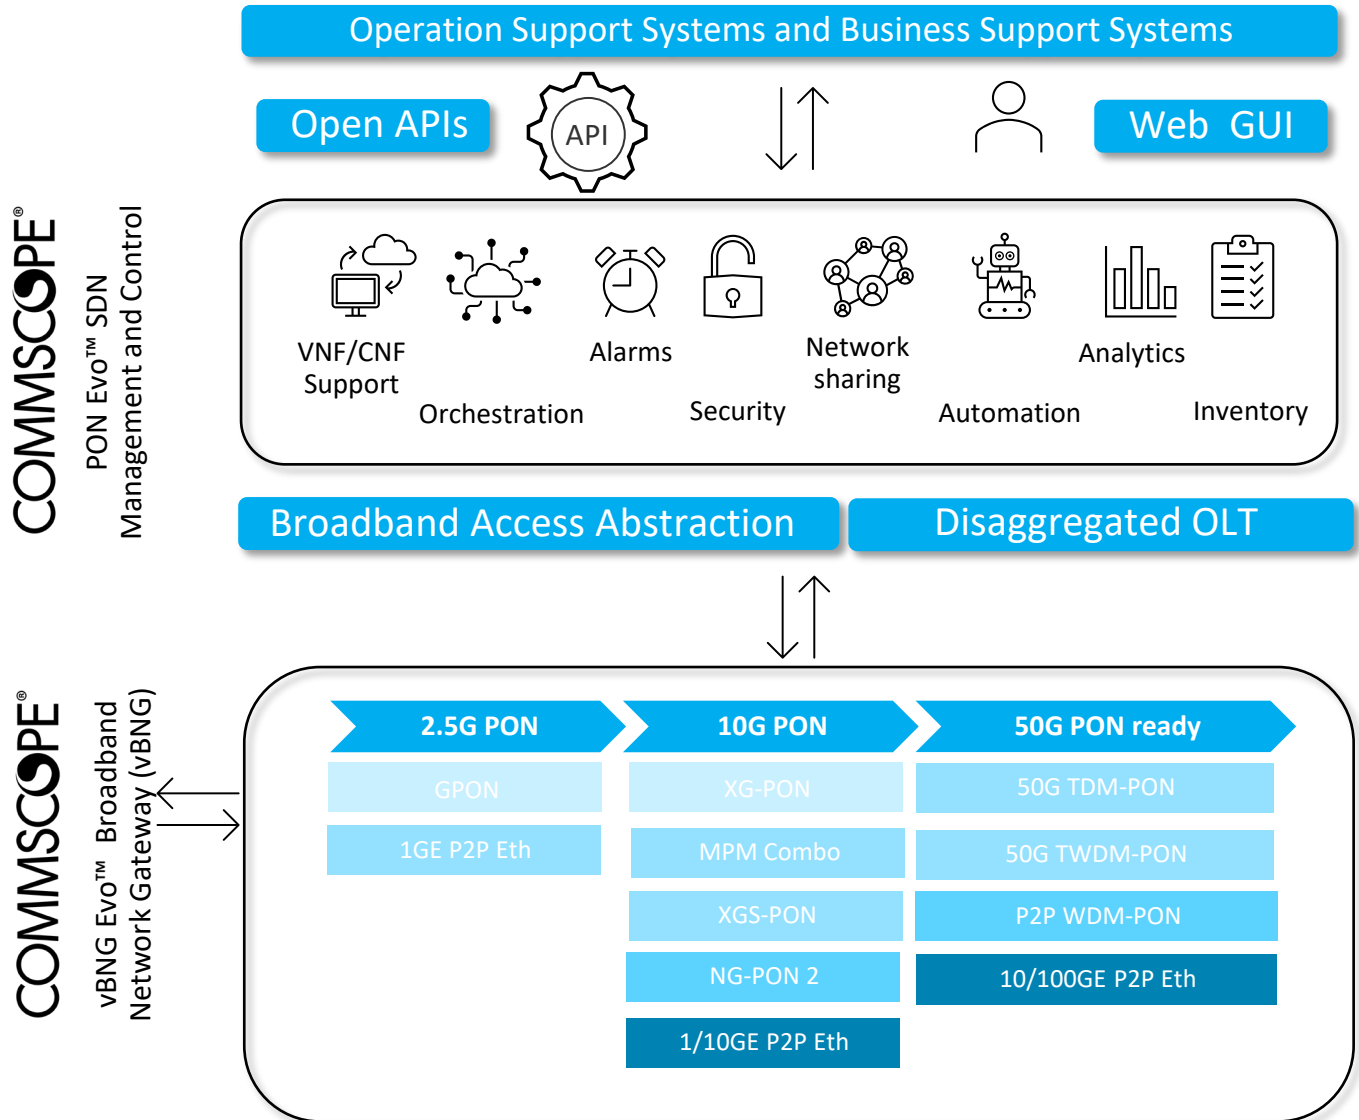 Operation Support Systems and Business Support Systems
Open APIs
API
Web GUI
COMMSCOPE®
PON Evo™ SDN
Management and Control
VNF/CNF
Support
Orchestration
Alarms
Security
Network
sharing
Automation
Analytics
Inventory
Broadband Access Abstraction
Disaggregated OLT
COMMSCOPE®
vBNG Evo™ Broadband
Network Gateway (vBNG)
2.5G PON
GPON
1GE P2P Eth
10G PON
XG-PON
MPM Combo
XGS-PON
NG-PON 2
1/10GE P2P Eth
50G PON ready
50G TDM-PON
50G TWDM-PON
P2P WDM-PON
10/100GE P2P Eth